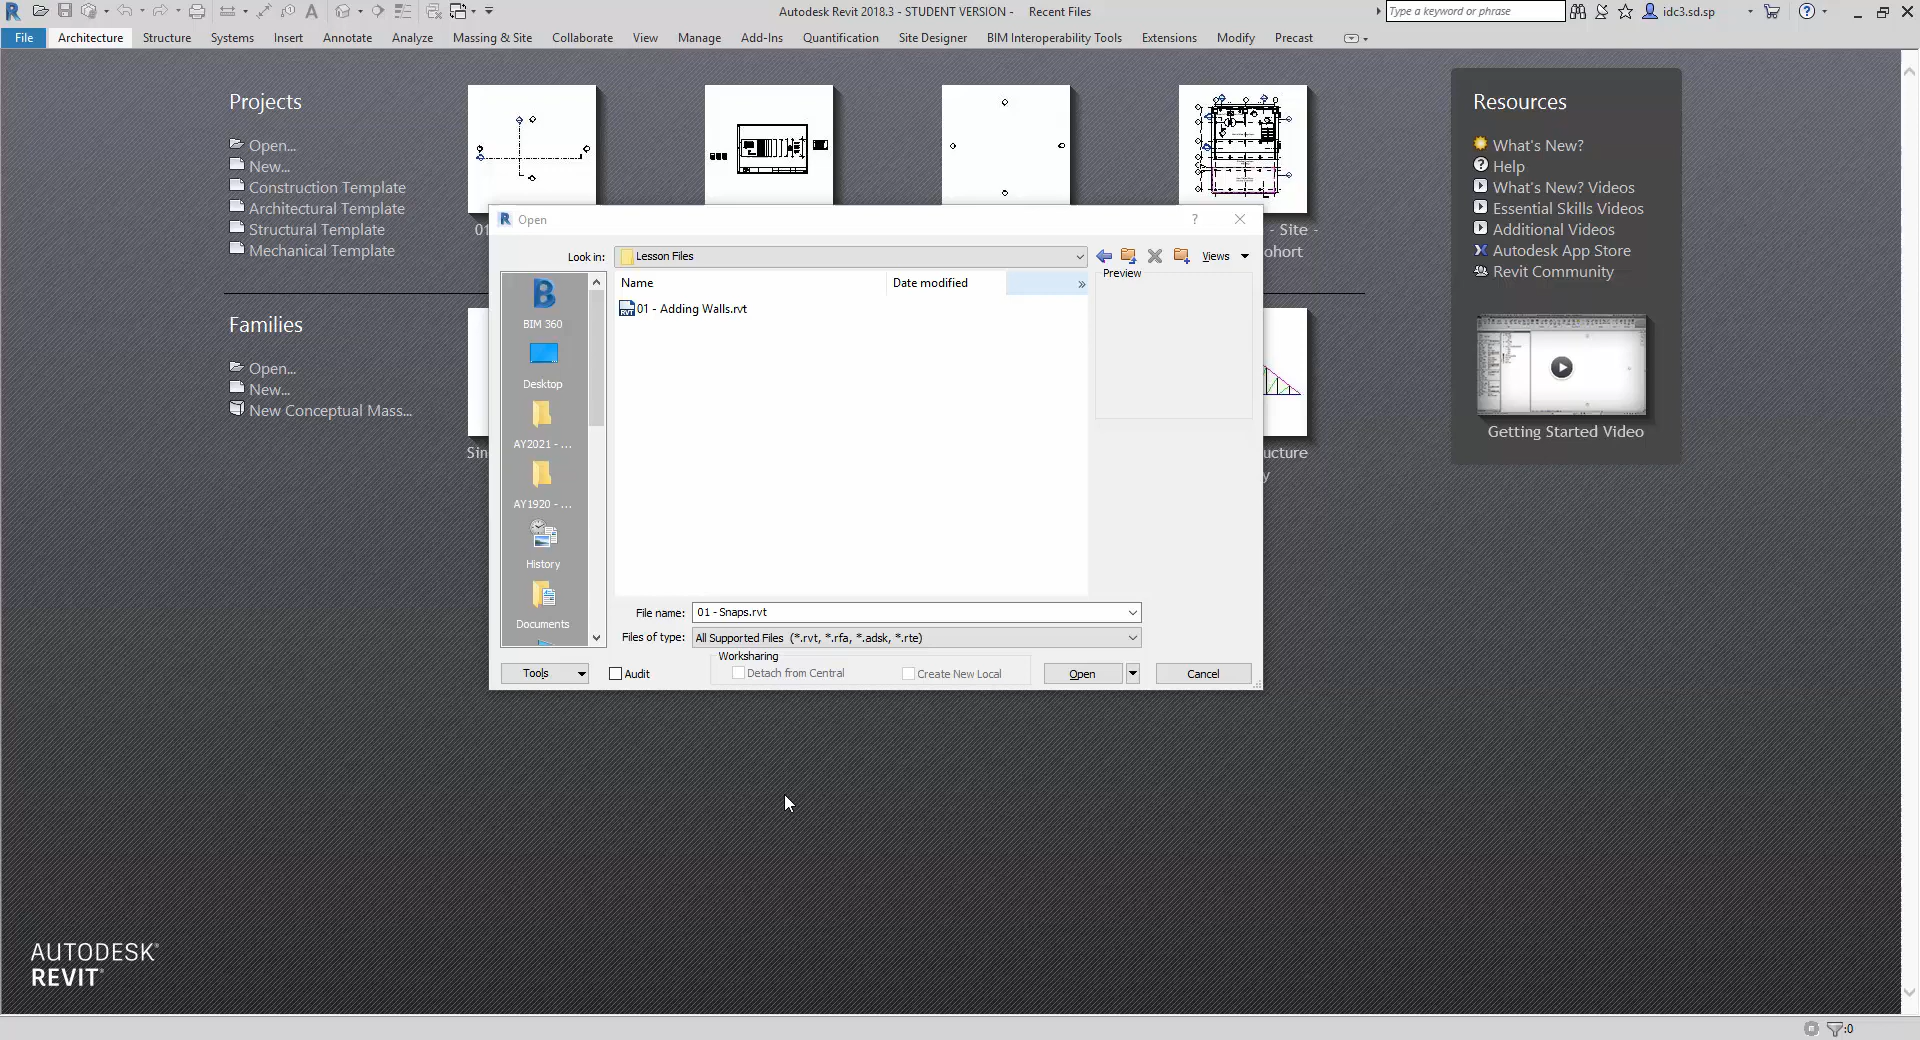 Autodesk Revit 2018.3 - STUDENT VERSION - Recent Files
Type a keyword or phrase
idc3.sd.sp
File Architecture Structure Systems Insert Annotate Analyze Massing & Site Collaborate View Manage Add-Ins Quantification Site Designer BIM Interoperability Tools Extensions Modify Precast
Projects
Open...
New...
Construction Template
Architectural Template
Structural Template
Mechanical Template
01
- Site -
ohort
Families
Open...
New...
New Conceptual Mass...
Sin
ucture
y
Resources
What's New?
Help
What's New? Videos
Essential Skills Videos
Additional Videos
Autodesk App Store
Revit Community
Getting Started Video
Open
Look in: Lesson Files
Views
Name Date modified »
Preview
01 - Adding Walls.rvt
BIM 360
Desktop
AY2021 - ...
AY1920 - ...
History
Documents
File name: 01 - Snaps.rvt
Files of type: All Supported Files (*.rvt, *.rfa, *.adsk, *.rte)
Worksharing
Tools Audit Detach from Central Create New Local Open Cancel
AUTODESK®
REVIT®
:0